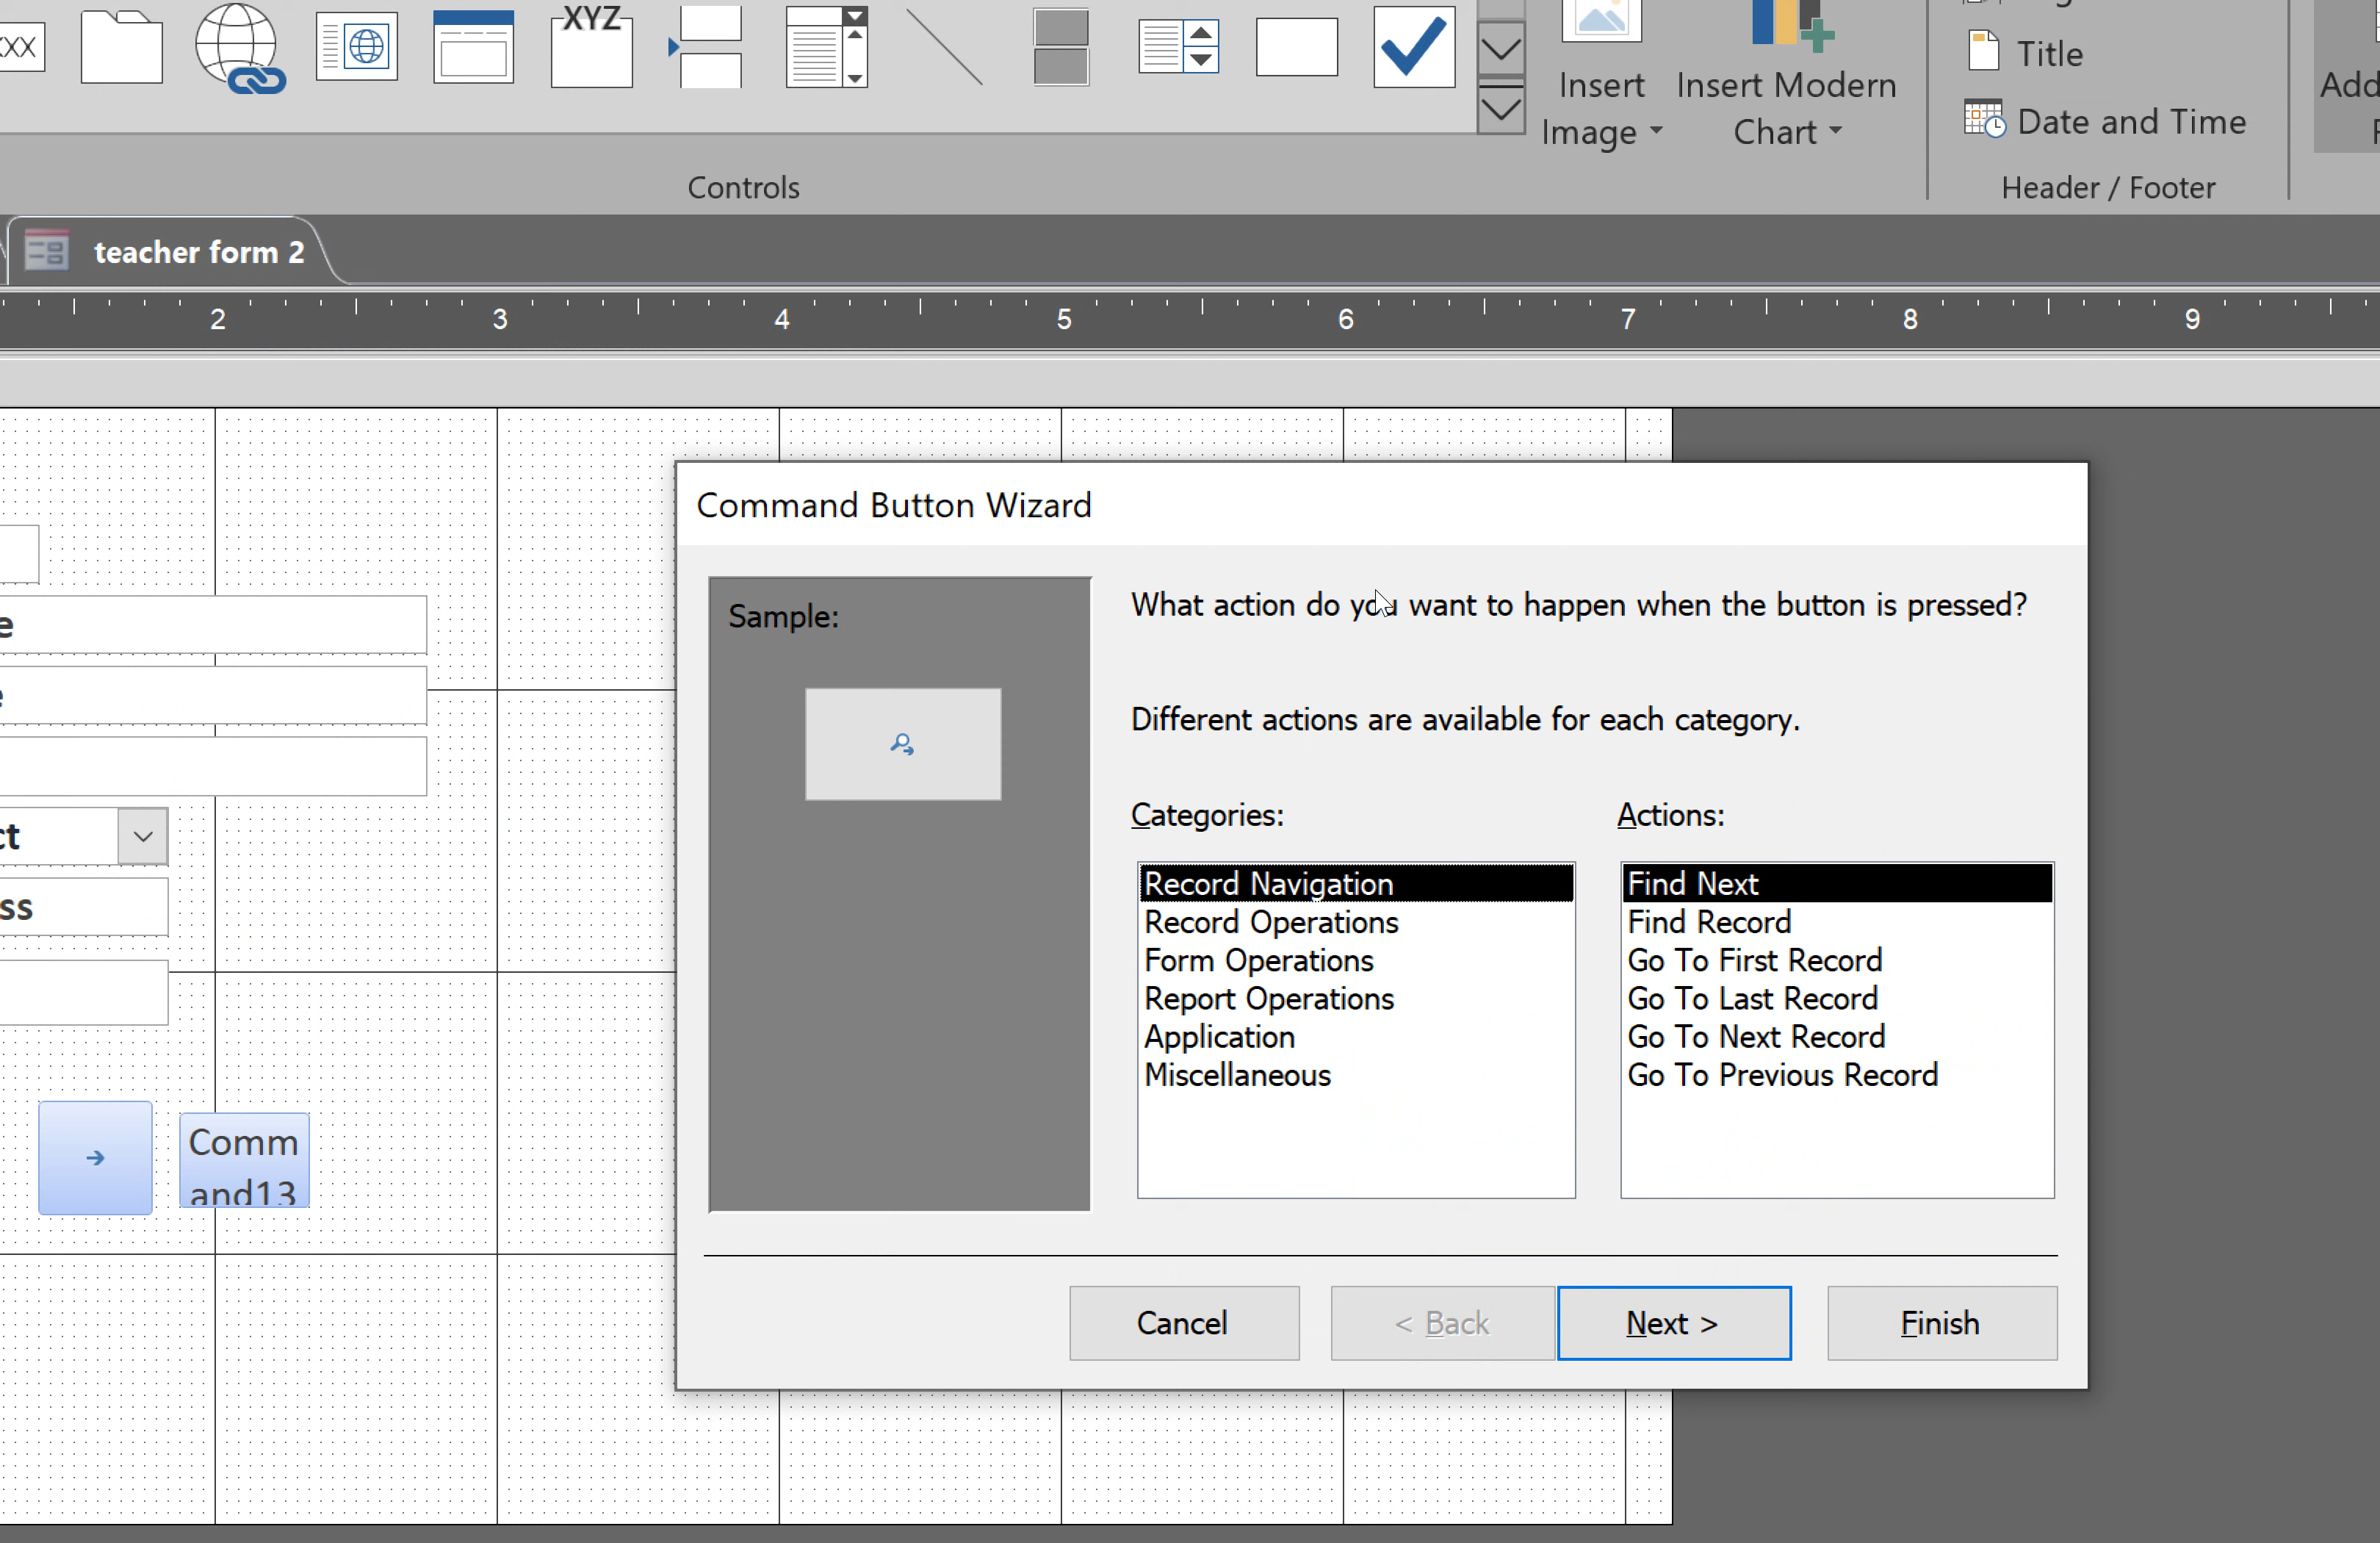 XX
XYZ
Insert
Image
Insert Modern
Chart
Title
Date and Time
Add
Controls
Header / Footer
teacher form 2
2 3 4 5 6 7 8 9
Command Button Wizard
Sample:
What action do you want to happen when the button is pressed?
Different actions are available for each category.
Categories:
Actions:
Record Navigation
Record Operations
Form Operations
Report Operations
Application
Miscellaneous
Find Next
Find Record
Go To First Record
Go To Last Record
Go To Next Record
Go To Previous Record
e
e
ct
ss
Comm
and13
Cancel
< Back
Next >
Finish